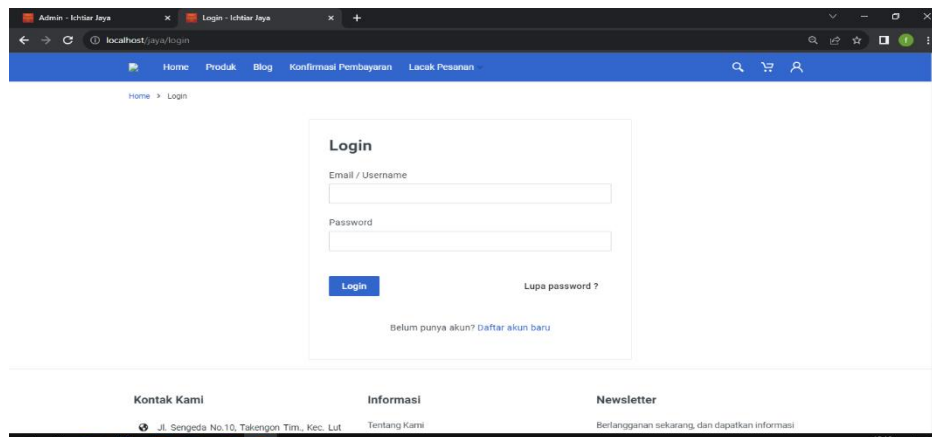 Admin - Ichtiar Jaya
Login - Ichtiar Jaya
localhost/jaya/login
Home Produk Blog Konfirmasi Pembayaran Lacak Pesanan
Home > Login
Login
Email / Username
Password
Login Lupa password ?
Belum punya akun? Daftar akun baru
Kontak Kami Informasi Newsletter
Jl. Sengeda No.10, Takengon Tim., Kec. Lut Tentang Kami Berlangganan sekarang, dan dapatkan informasi